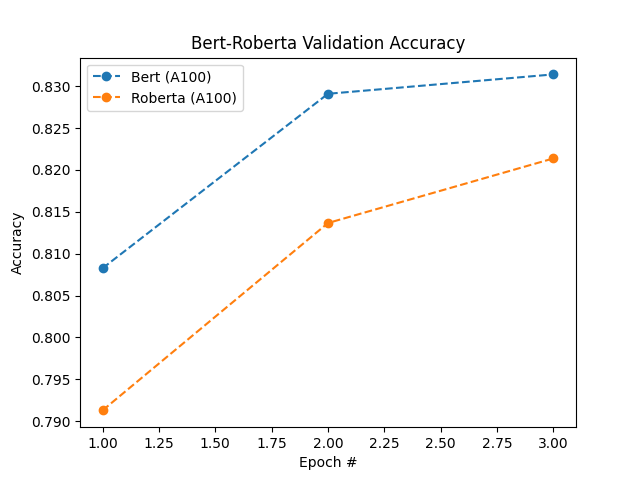 Bert-Roberta Validation Accuracy
Bert (A100)
Roberta (A100)
Accuracy
0.830
0.825
0.820
0.815
0.810
0.805
0.800
0.795
0.790
1.00 1.25 1.50 1.75 2.00 2.25 2.50 2.75 3.00
Epoch #